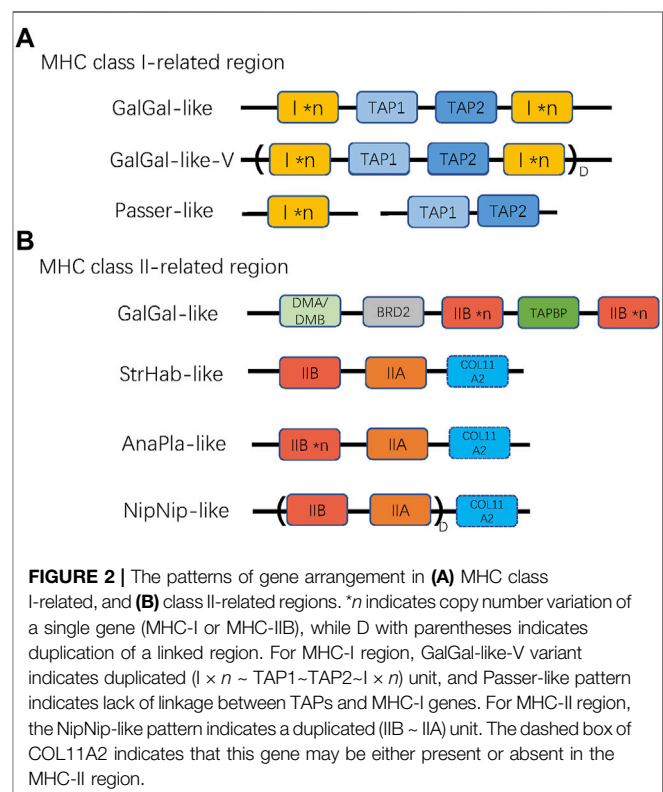 A
MHC class I-related region
GalGal-like I *n TAP1 TAP2 I *n
GalGal-like-V ( I *n TAP1 TAP2 I *n ) D
Passer-like I *n TAP1 TAP2
B
MHC class II-related region
GalGal-like DMA/ DMB BRD2 IIB *n TAPBP IIB *n
StrHab-like IIB IIA COL11 A2
AnaPla-like IIB *n IIA COL11 A2
NipNip-like ( IIB IIA ) D COL11 A2
FIGURE 2 | The patterns of gene arrangement in (A) MHC class
I-related, and (B) class II-related regions. *n indicates copy number variation of
a single gene (MHC-I or MHC-IIB), while D with parentheses indicates
duplication of a linked region. For MHC-I region, GalGal-like-V variant
indicates duplicated (I × n ~ TAP1~TAP2~I × n) unit, and Passer-like pattern
indicates lack of linkage between TAPs and MHC-I genes. For MHC-II region,
the NipNip-like pattern indicates a duplicated (IIB ~ IIA) unit. The dashed box of
COL11A2 indicates that this gene may be either present or absent in the
MHC-II region.